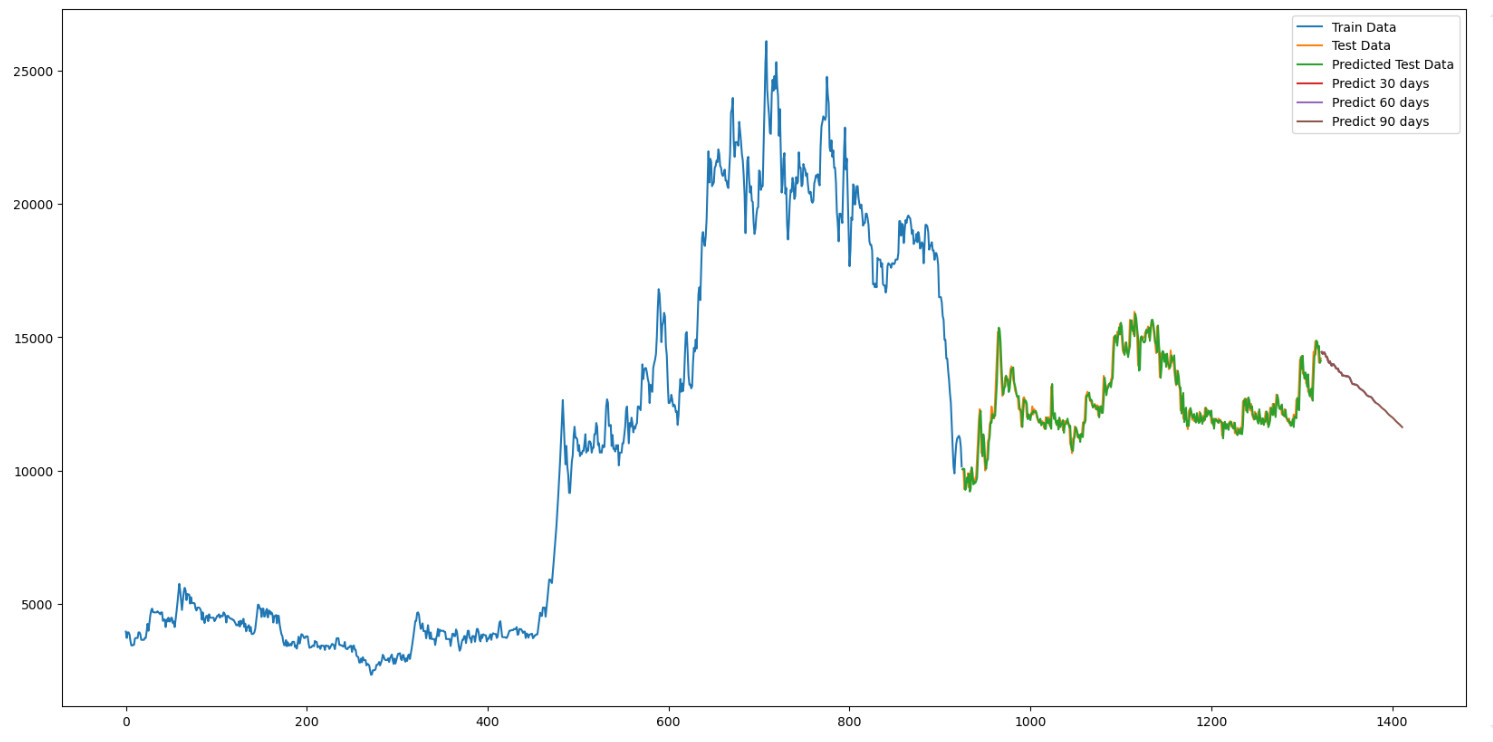 Train Data
Test Data
Predicted Test Data
Predict 30 days
Predict 60 days
Predict 90 days
25000
20000
15000
10000
5000
0 200 400 600 800 1000 1200 1400